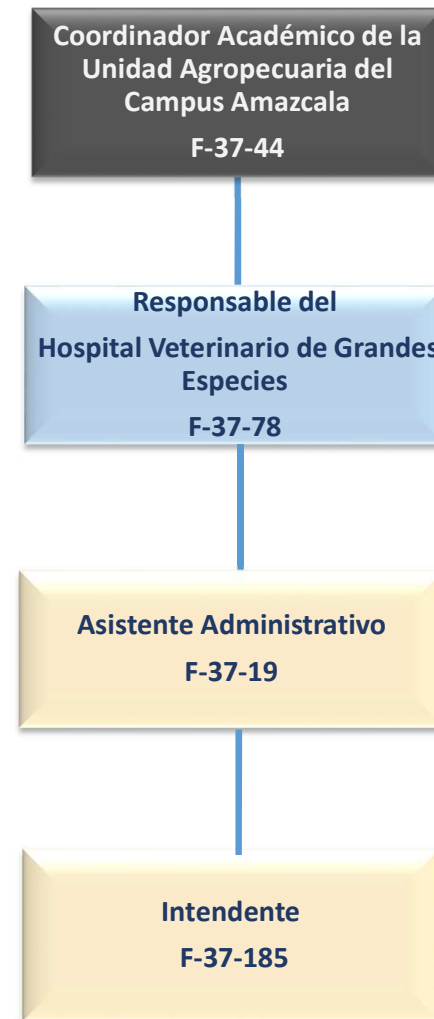 Coordinador Académico de la
Unidad Agropecuaria del
Campus Amazcala
F-37-44
Responsable del
Hospital Veterinario de Grandes
Especies
F-37-78
Asistente Administrativo
F-37-19
Intendente
F-37-185